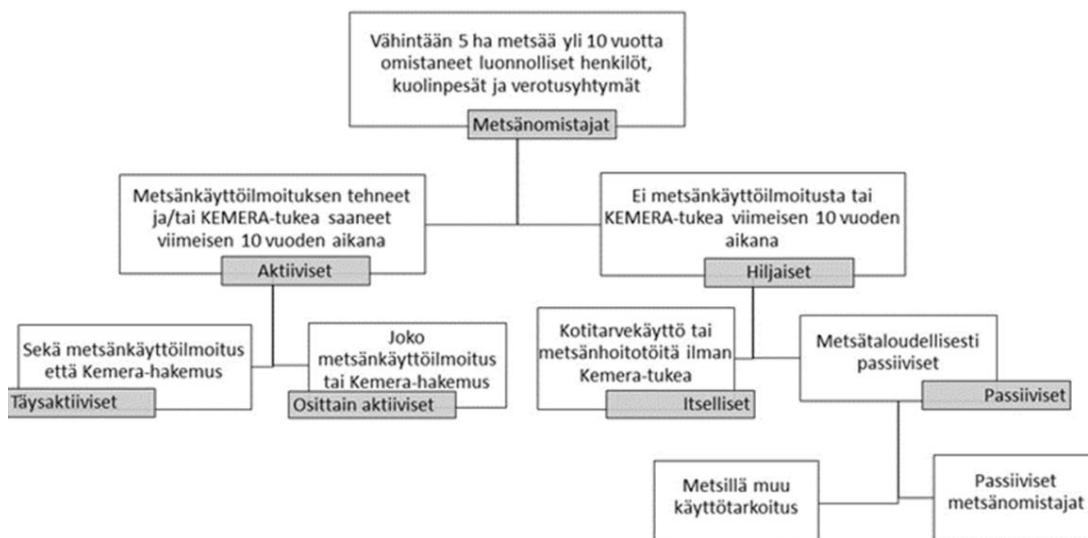 Vähintään 5 ha metsää yli 10 vuotta
omistaneet luonnolliset henkilöt,
kuolinpesät ja verotusyhtymät
Metsänomistajat
Metsänkäyttöilmoituksen tehneet
ja/tai KEMERA-tukea saaneet
viimeisen 10 vuoden aikana
Aktiiviset
Ei metsänkäyttöilmoitusta tai
KEMERA-tukea viimeisen 10 vuoden
aikana
Hiljaiset
Sekä metsänkäyttöilmoitus
että Kemera-hakemus
Täysaktiiviset
Joko
metsänkäyttöilmoitus
tai Kemera-hakemus
Osittain aktiiviset
Kotitarvekäyttö tai
metsänhoitotöitä ilman
Kemera-tukea
Itselliset
Metsätaloudellisesti
passiiviset
Passiiviset
Metsillä muu
käyttötarkoitus
Passiiviset
metsänomistajat